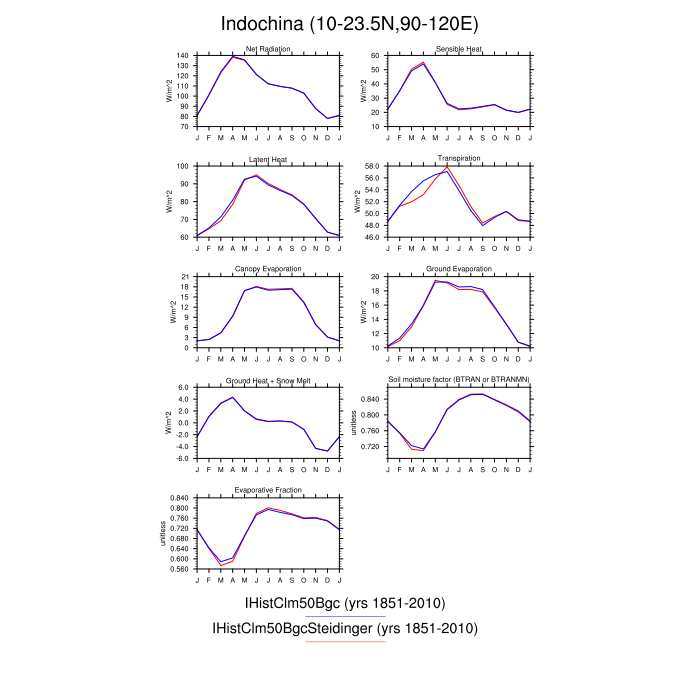 Indochina (10-23.5N,90-120E)
Net Radiation
Sensible Heat
140
130
120
110
100
90
80
70
W/m^2
J F M A M J J A S O N D J
60
50
40
30
20
10
W/m^2
J F M A M J J A S O N D J
Latent Heat
Transpiration
100
90
80
70
60
W/m^2
J F M A M J J A S O N D J
58.0
56.0
54.0
52.0
50.0
48.0
46.0
W/m^2
J F M A M J J A S O N D J
Canopy Evaporation
Ground Evaporation
21
18
15
12
9
6
3
0
W/m^2
J F M A M J J A S O N D J
20
18
16
14
12
10
W/m^2
J F M A M J J A S O N D J
Ground Heat + Snow Melt
Soil moisture factor (BTRAN or BTRANMN)
6.0
4.0
2.0
0.0
-2.0
-4.0
-6.0
W/m^2
J F M A M J J A S O N D J
0.840
0.800
0.760
0.720
unitless
J F M A M J J A S O N D J
Evaporative Fraction
0.840
0.800
0.760
0.720
0.680
0.640
0.600
0.560
unitless
J F M A M J J A S O N D J
IHistClm50Bgc (yrs 1851-2010)
IHistClm50BgcSteidinger (yrs 1851-2010)